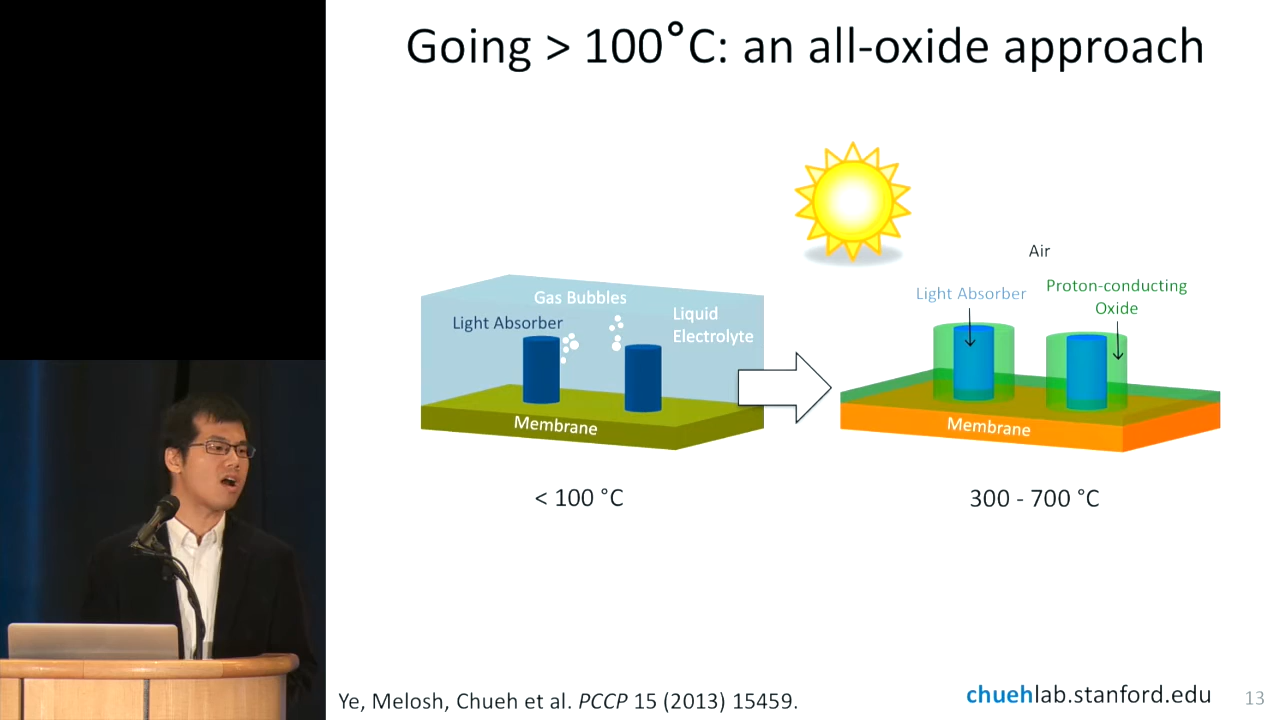 Going > 100°C: an all-oxide approach
Air
Gas Bubbles
Light Absorber
Liquid
Electrolyte
Membrane
Light Absorber
Proton-conducting
Oxide
Membrane
< 100 °C
300 - 700 °C
Ye, Melosh, Chueh et al. PCCP 15 (2013) 15459.
chuehlab.stanford.edu
13